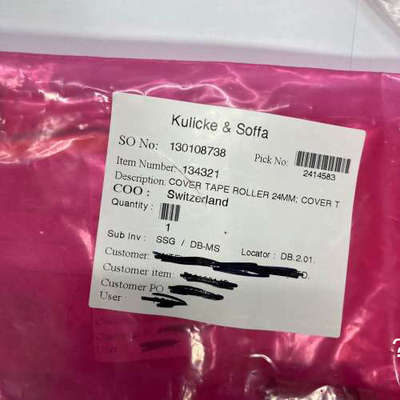 Kulicke & Soffa
SO No: 130108738 Pick No:
2414583
Item Number: 134321
Description: COVER TAPE ROLLER 24MM; COVER T
COO : Switzerland
Quantity :
1
Sub Inv : SSG / DB-MS Locator : DB.2.01.
Customer:
Customer item:
Customer PO
User :